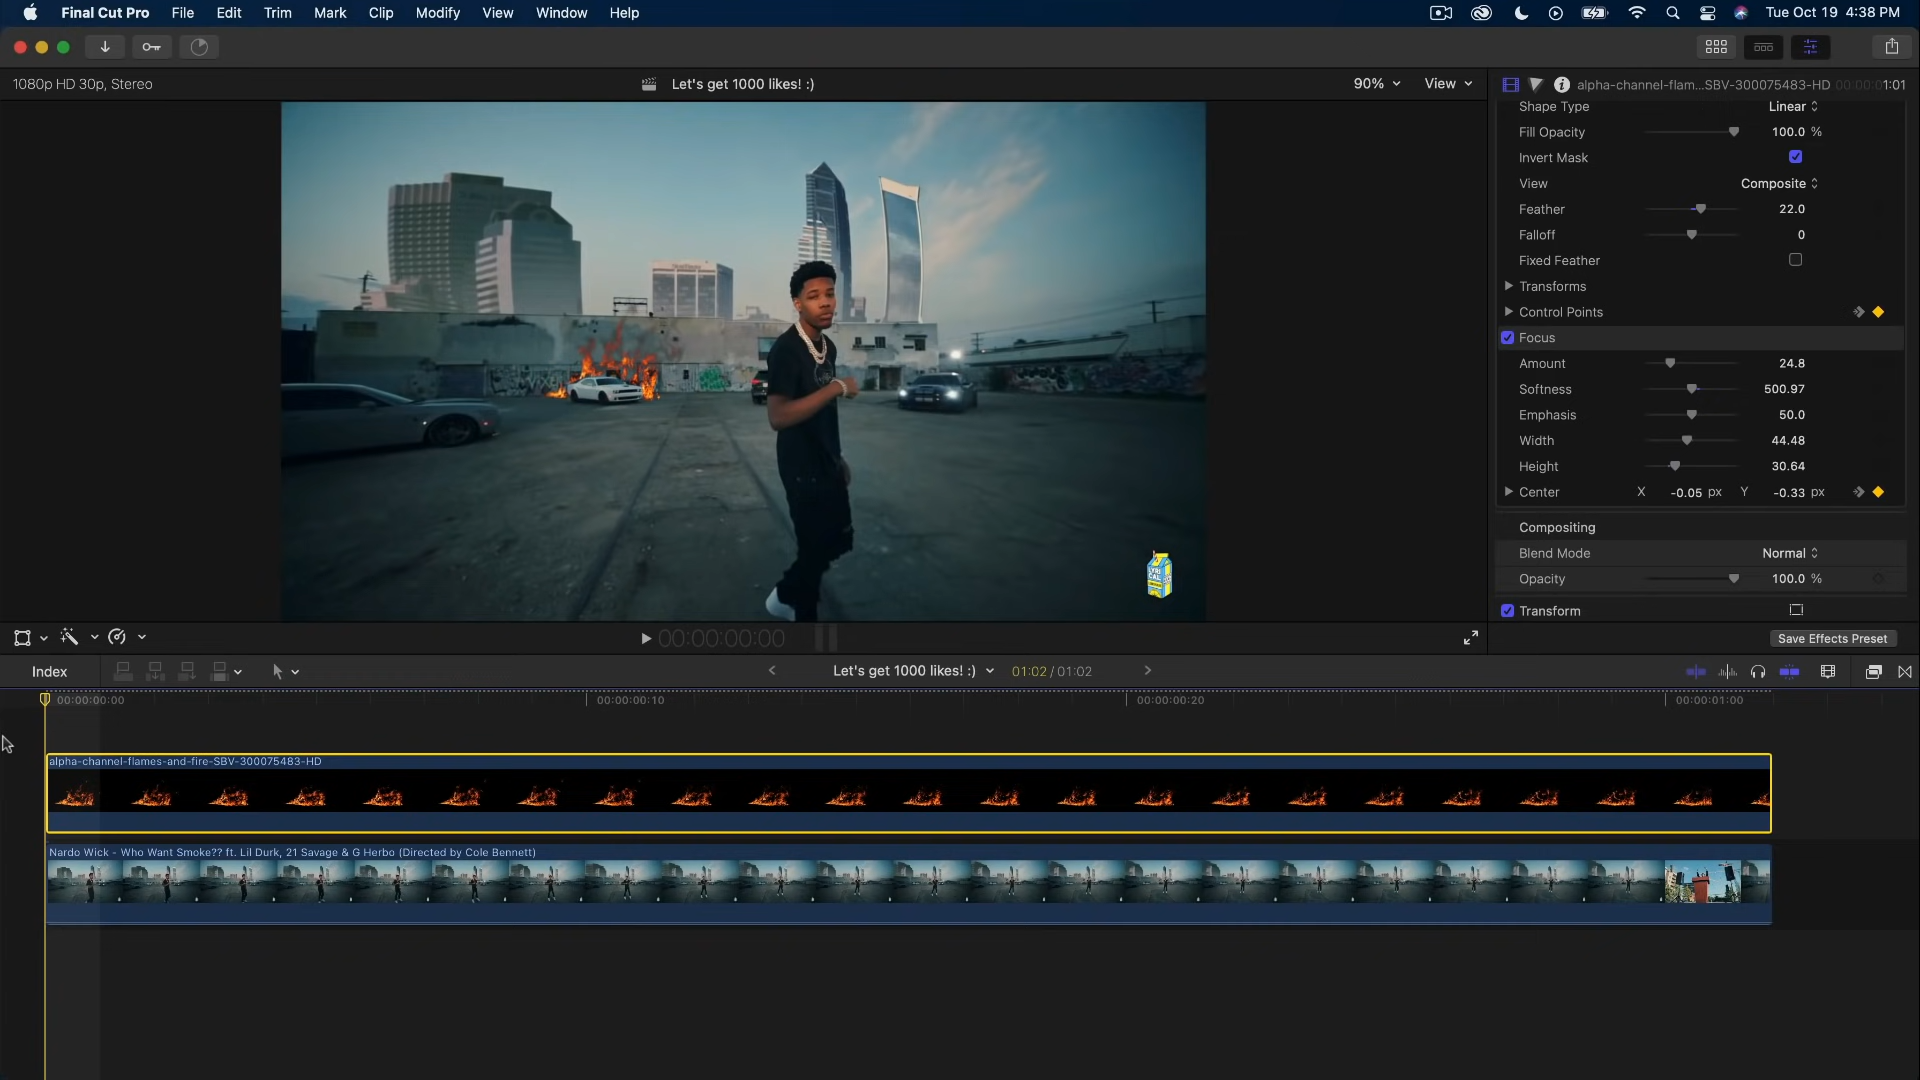 Final Cut Pro File Edit Trim Mark Clip Modify View Window Help Tue Oct 19 4:38 PM
1080p HD 30p, Stereo Let's get 1000 likes! :) 90% View alpha-channel-flam...SBV-300075483-HD 00:00:01:01
Shape Type Linear
Fill Opacity 100.0 %
Invert Mask
View Composite
Feather 22.0
Falloff 0
Fixed Feather
Transforms
Control Points
Focus
Amount 24.8
Softness 500.97
Emphasis 50.0
Width 44.48
Height 30.64
Center X -0.05 px Y -0.33 px
Compositing
Blend Mode Normal
Opacity 100.0 %
Transform
LYRI
CAL
00:00:00:00 Save Effects Preset
Index Let's get 1000 likes! :) 01:02 / 01:02
00:00:00:00 00:00:00:10 00:00:00:20 00:00:01:00
alpha-channel-flames-and-fire-SBV-300075483-HD
Nardo Wick - Who Want Smoke?? ft. Lil Durk, 21 Savage & G Herbo (Directed by Cole Bennett)